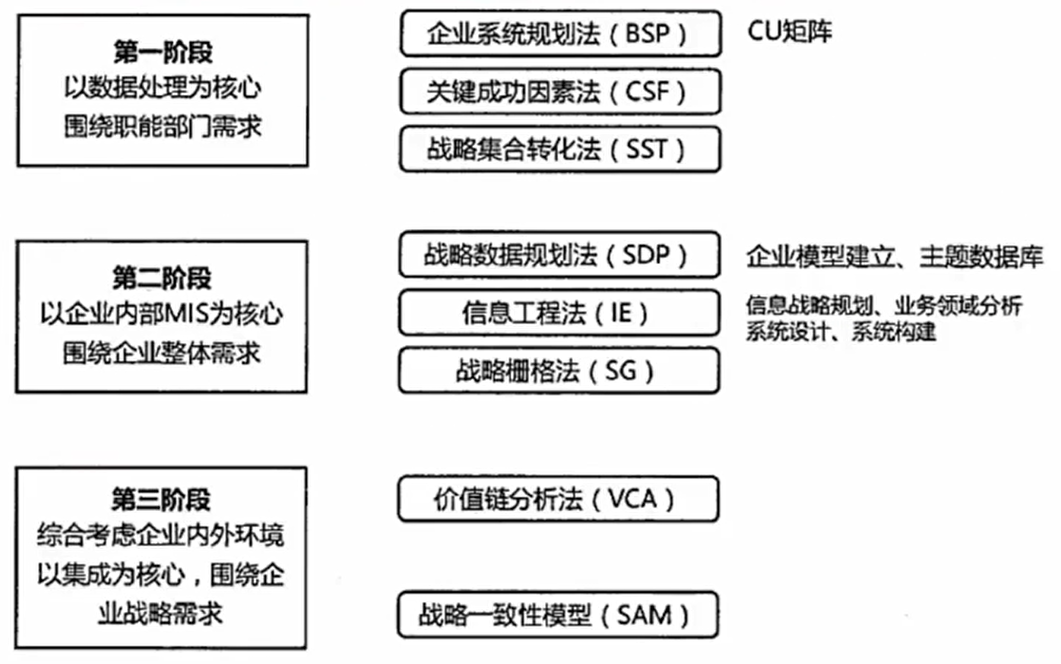 第一阶段
以数据处理为核心
围绕职能部门需求
企业系统规划法（BSP）
CU矩阵
关键成功因素法（CSF）
战略集合转化法（SST）
第二阶段
以企业内部MIS为核心
围绕企业整体需求
战略数据规划法（SDP）
企业模型建立、主题数据库
信息工程法（IE）
信息战略规划、业务领域分析
系统设计、系统构建
战略栅格法（SG）
第三阶段
综合考虑企业内外环境
以集成为核心，围绕企
业战略需求
价值链分析法（VCA）
战略一致性模型（SAM）